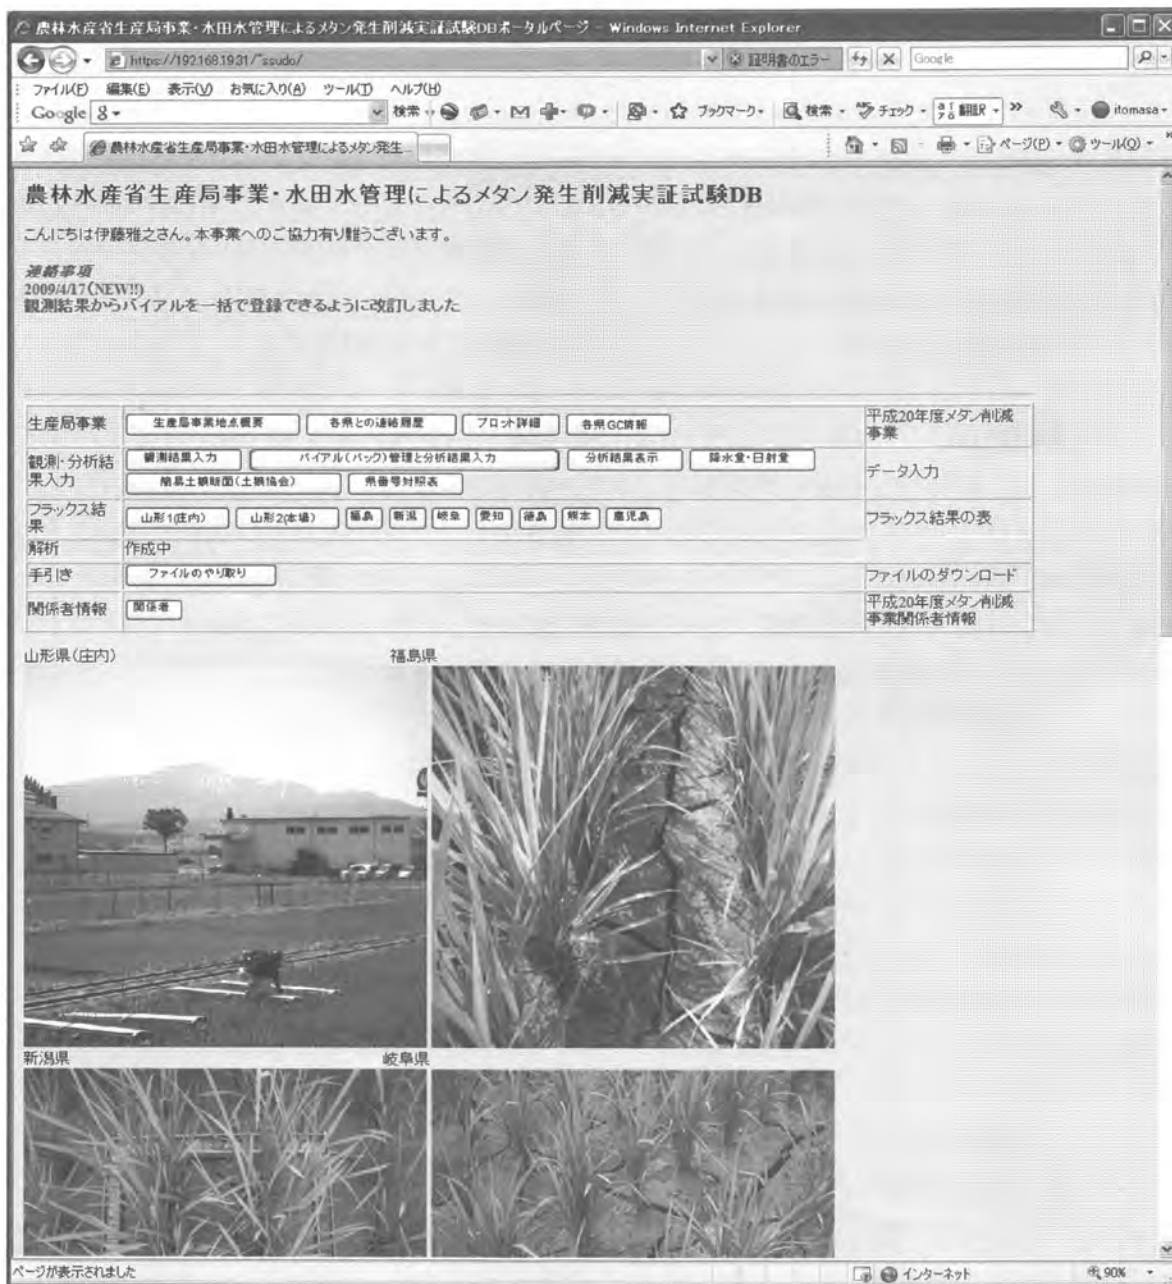 農林水産省生産局事業・水田水管理によるメタン発生削減実証試験DBポータルページ - Windows Internet Explorer
https://192.168.193.1/~ssudo/
証明書のエラー
Google
ファイル(F) 編集(E) 表示(V) お気に入り(A) ツール(T) ヘルプ(H)
Google 検索 ブックマーク 検索 チェック 翻訳 itomasa
農林水産省生産局事業・水田水管理によるメタン発生... ページ(P) ツール(O)
農林水産省生産局事業・水田水管理によるメタン発生削減実証試験DB
こんにちは伊藤雅之さん。本事業へのご協力有り難うございます。
連絡事項
2009/4/17(NEW!!)
観測結果からバイアルを一括で登録できるように改訂しました
生産局事業 生産局事業地点概要 各県との連絡履歴 プロット詳細 各県GC情報 平成20年度メタン削減事業
観測・分析結果入力 観測結果入力 バイアル(バック)管理と分析結果入力 分析結果表示 降水量・日射量 データ入力
簡易土壌断面(土壌協会) 県番号対照表
フラックス結果 山形1(庄内) 山形2(本場) 福島 新潟 岐阜 愛知 徳島 熊本 鹿児島 フラックス結果の表
解析 作成中
手引き ファイルのやり取り ファイルのダウンロード
関係者情報 関係者 平成20年度メタン削減事業関係者情報
山形県(庄内) 福島県
新潟県 岐阜県
ページが表示されました インターネット 90%